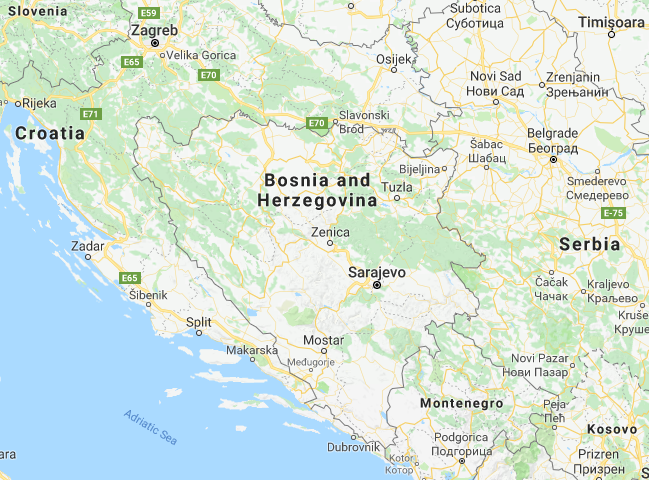 Slovenia
E59
Zagreb
Velika Gorica
E65
E70
Osijek
Subotica
Суботица
Timișoara
Novi Sad
Нови Сад
Zrenjanin
Зрењанин
Rijeka
E71
Croatia
E70
Slavonski
Brod
Belgrade
Београд
Šabac
Шабац
Bijeljina
Bosnia and
Herzegovina
Tuzla
Smederevo
Смедерево
E-75
Serbia
Zenica
Zadar
E65
Sarajevo
Čačak
Чачак
Kraljevo
Краљево
Šibenik
Split
Kruše
Круше
Mostar
Makarska
Međugorje
Novi Pazar
Нови Пазар
Montenegro
Peja
Пећ
Adriatic Sea
Kosovo
Dubrovnik
Podgorica
Подгорица
Kotor
Котор
Prizren
Призрен
ara